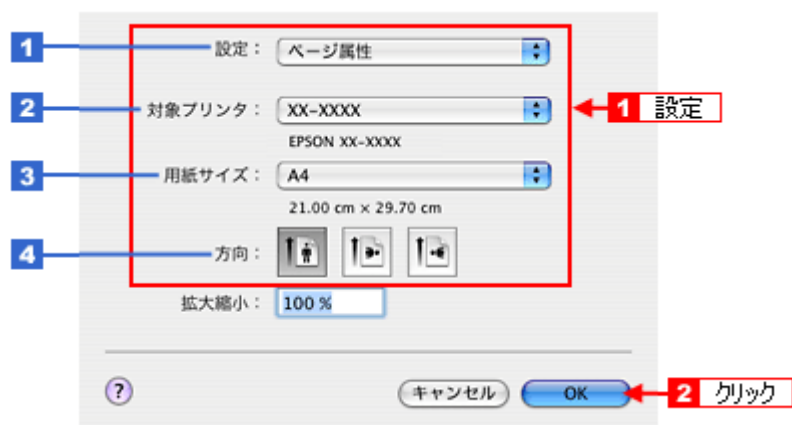 1 設定： ページ属性
2 対象プリンタ： XX-XXXX 1 設定
EPSON XX-XXXX
3 用紙サイズ： A4
21.00 cm × 29.70 cm
4 方向：
拡大縮小： 100 %
? キャンセル OK 2 クリック